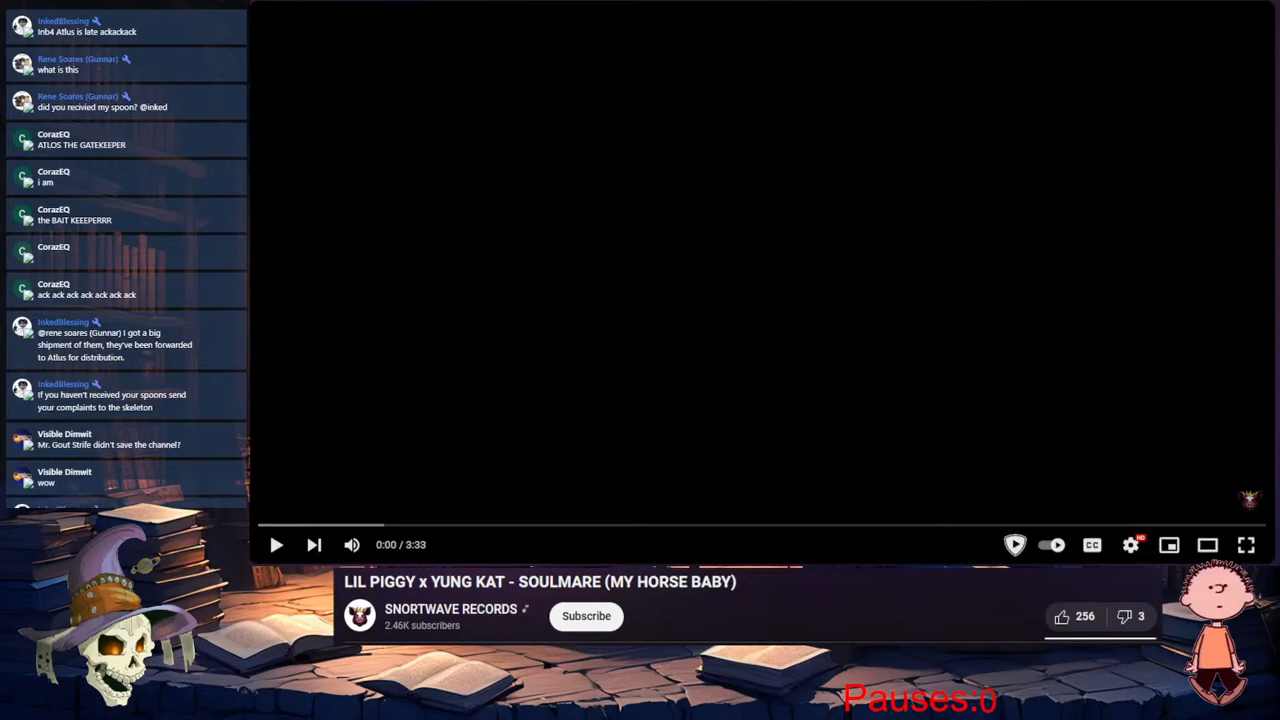 InkedBlessing
Inb4 Atlus is late ackackack
Rene Soares (Gunnar)
what is this
Rene Soares (Gunnar)
did you recivied my spoon? @inked
CorazEQ
ATLOS THE GATEKEEPER
CorazEQ
i am
CorazEQ
the BAIT KEEEPERRR
CorazEQ
CorazEQ
ack ack ack ack ack ack ack
InkedBlessing
@rene soares (Gunnar) I got a big
shipment of them, they've been forwarded
to Atlus for distribution.
InkedBlessing
If you haven't received your spoons send
your complaints to the skeleton
Visible Dimwit
Mr. Gout Strife didn't save the channel?
Visible Dimwit
wow
0:00 / 3:33
CC
HD
LIL PIGGY x YUNG KAT - SOULMARE (MY HORSE BABY)
SNORTWAVE RECORDS
2.46K subscribers
Subscribe
256
3
Pauses:0